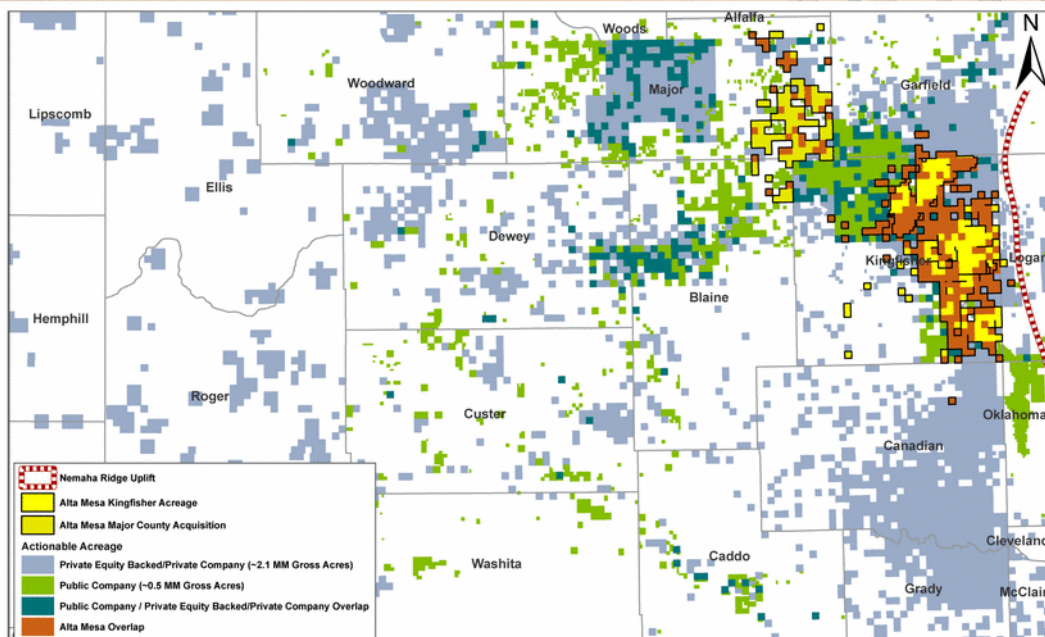 Alfalfa
N
Woods
Woodward
Major
Garfield
Lipscomb
Ellis
Dewey
Kingfisher
Logan
Blaine
Hemphill
Roger
Custer
Oklahoma
Canadian
Nemaha Ridge Uplift
Alta Mesa Kingfisher Acreage
Alta Mesa Major County Acquisition
Actionable Acreage
Private Equity Backed/Private Company (~2.1 MM Gross Acres)
Public Company (~0.5 MM Gross Acres)
Public Company / Private Equity Backed/Private Company Overlap
Alta Mesa Overlap
Washita
Caddo
Cleveland
Grady
McClain